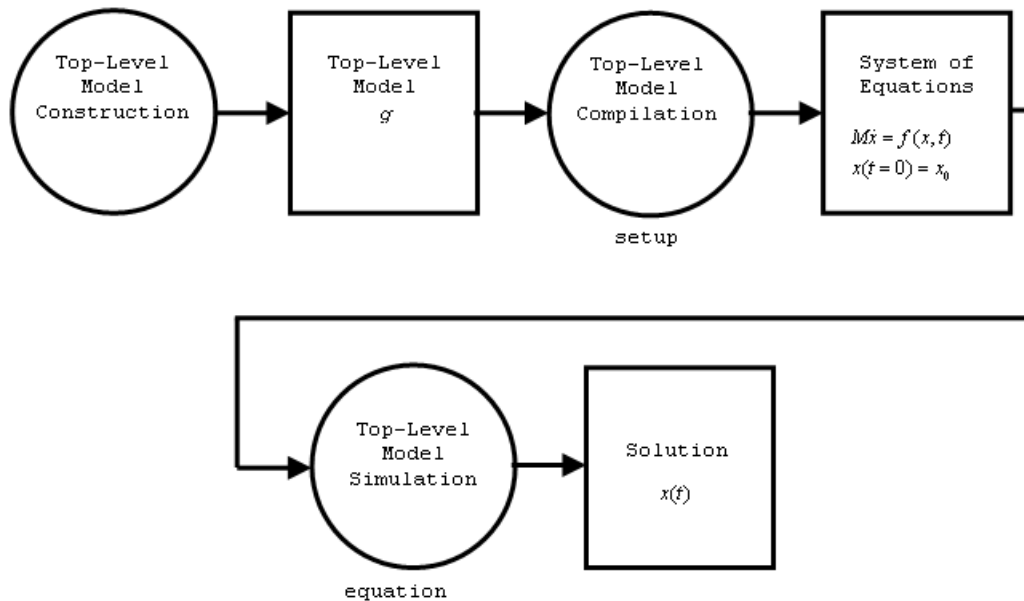 Top-Level
Model
Construction
Top-Level
Model
g
Top-Level
Model
Compilation
setup
System of
Equations
Mẋ = f(x,t)
x(t = 0) = x₀
Top-Level
Model
Simulation
equation
Solution
x(t)